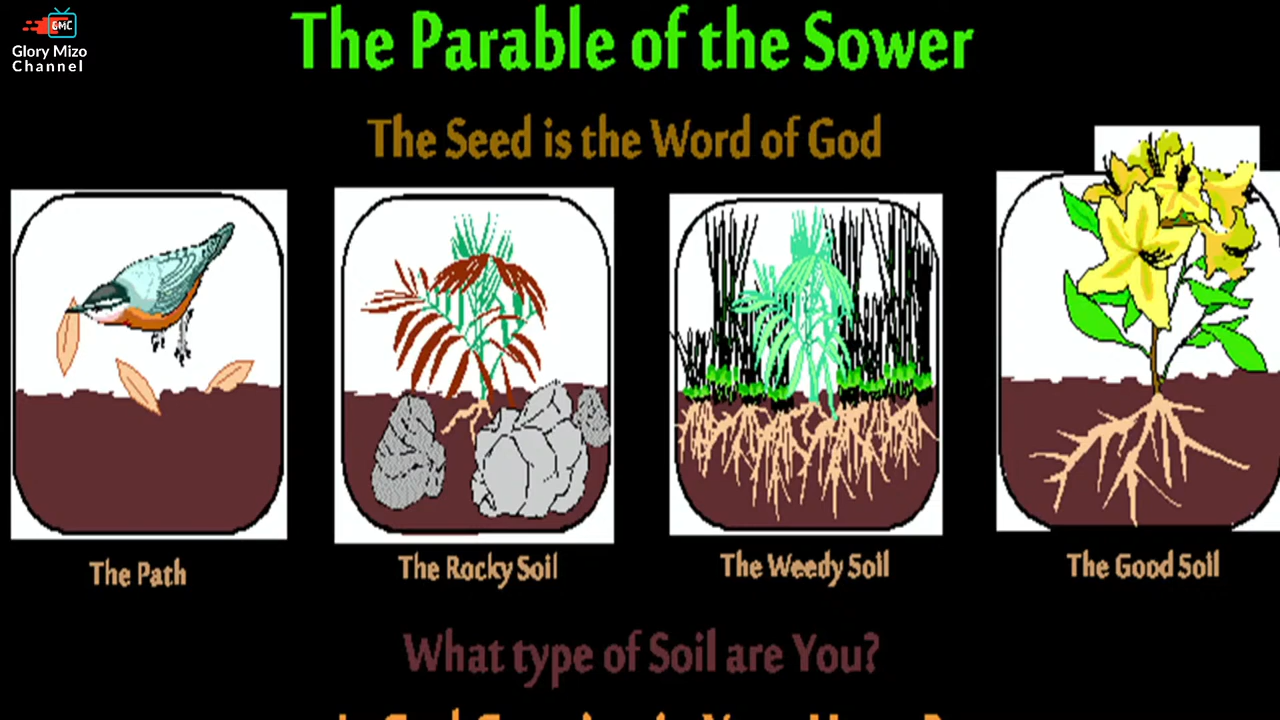 GMC
Glory Mizo
Channel
The Parable of the Sower
The Seed is the Word of God
The Path
The Rocky Soil
The Weedy Soil
The Good Soil
What type of Soil are You?